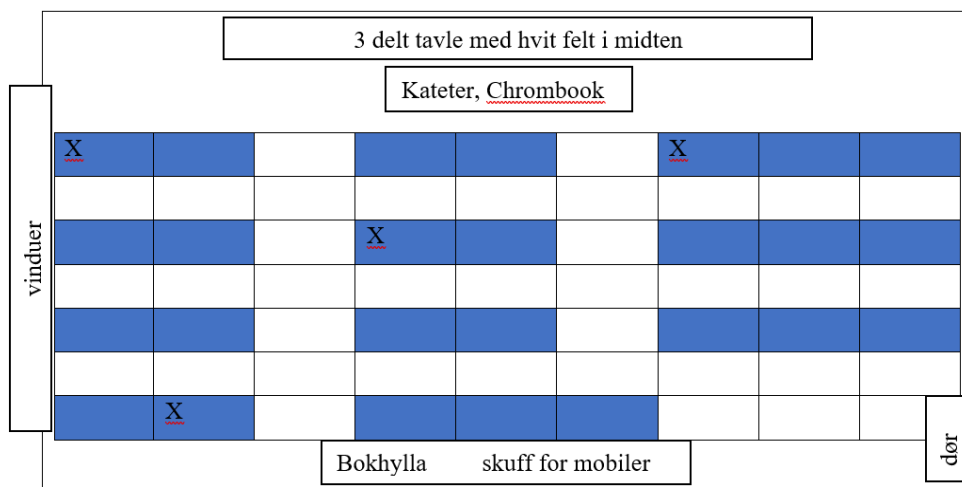 3 delt tavle med hvit felt i midten
Kateter, Chrombook
vinduer
X X
X
X
dør
Bokhylla skuff for mobiler